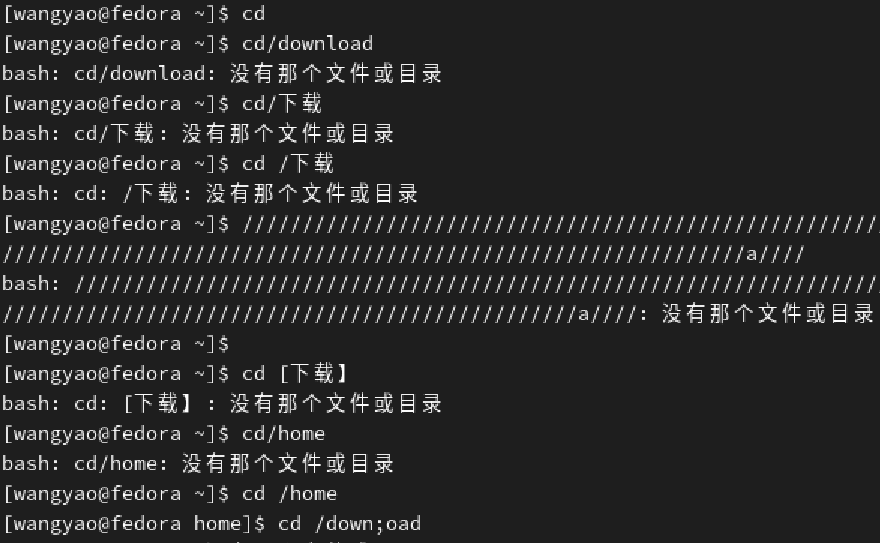 [wangyao@fedora ~]$ cd
[wangyao@fedora ~]$ cd/download
bash: cd/download: 没有那个文件或目录
[wangyao@fedora ~]$ cd/下载
bash: cd/下载: 没有那个文件或目录
[wangyao@fedora ~]$ cd /下载
bash: cd: /下载: 没有那个文件或目录
[wangyao@fedora ~]$ /////////////////////////////////////////////////////
//////////////////////////////////////////////////////////////a////
bash: ///////////////////////////////////////////////////////////////////
////////////////////////////////////////////////a////: 没有那个文件或目录
[wangyao@fedora ~]$
[wangyao@fedora ~]$ cd [下载】
bash: cd: [下载】: 没有那个文件或目录
[wangyao@fedora ~]$ cd/home
bash: cd/home: 没有那个文件或目录
[wangyao@fedora ~]$ cd /home
[wangyao@fedora home]$ cd /down;oad